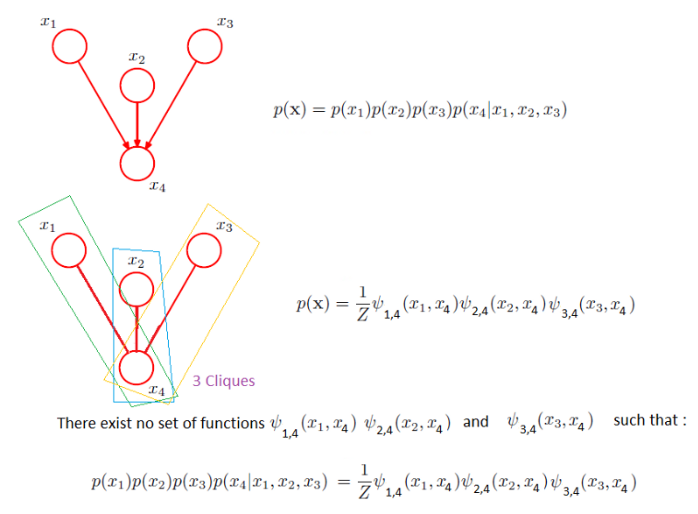 x₁ x₃
x₂
p(x) = p(x₁)p(x₂)p(x₃)p(x₄|x₁, x₂, x₃)
x₄
x₁ x₃
x₂
p(x) = 1/Z ψ₁,₄(x₁, x₄)ψ₂,₄(x₂, x₄)ψ₃,₄(x₃, x₄)
x₄ 3 Cliques
There exist no set of functions ψ₁,₄(x₁, x₄) ψ₂,₄(x₂, x₄) and ψ₃,₄(x₃, x₄) such that :
p(x₁)p(x₂)p(x₃)p(x₄|x₁, x₂, x₃) = 1/Z ψ₁,₄(x₁, x₄)ψ₂,₄(x₂, x₄)ψ₃,₄(x₃, x₄)